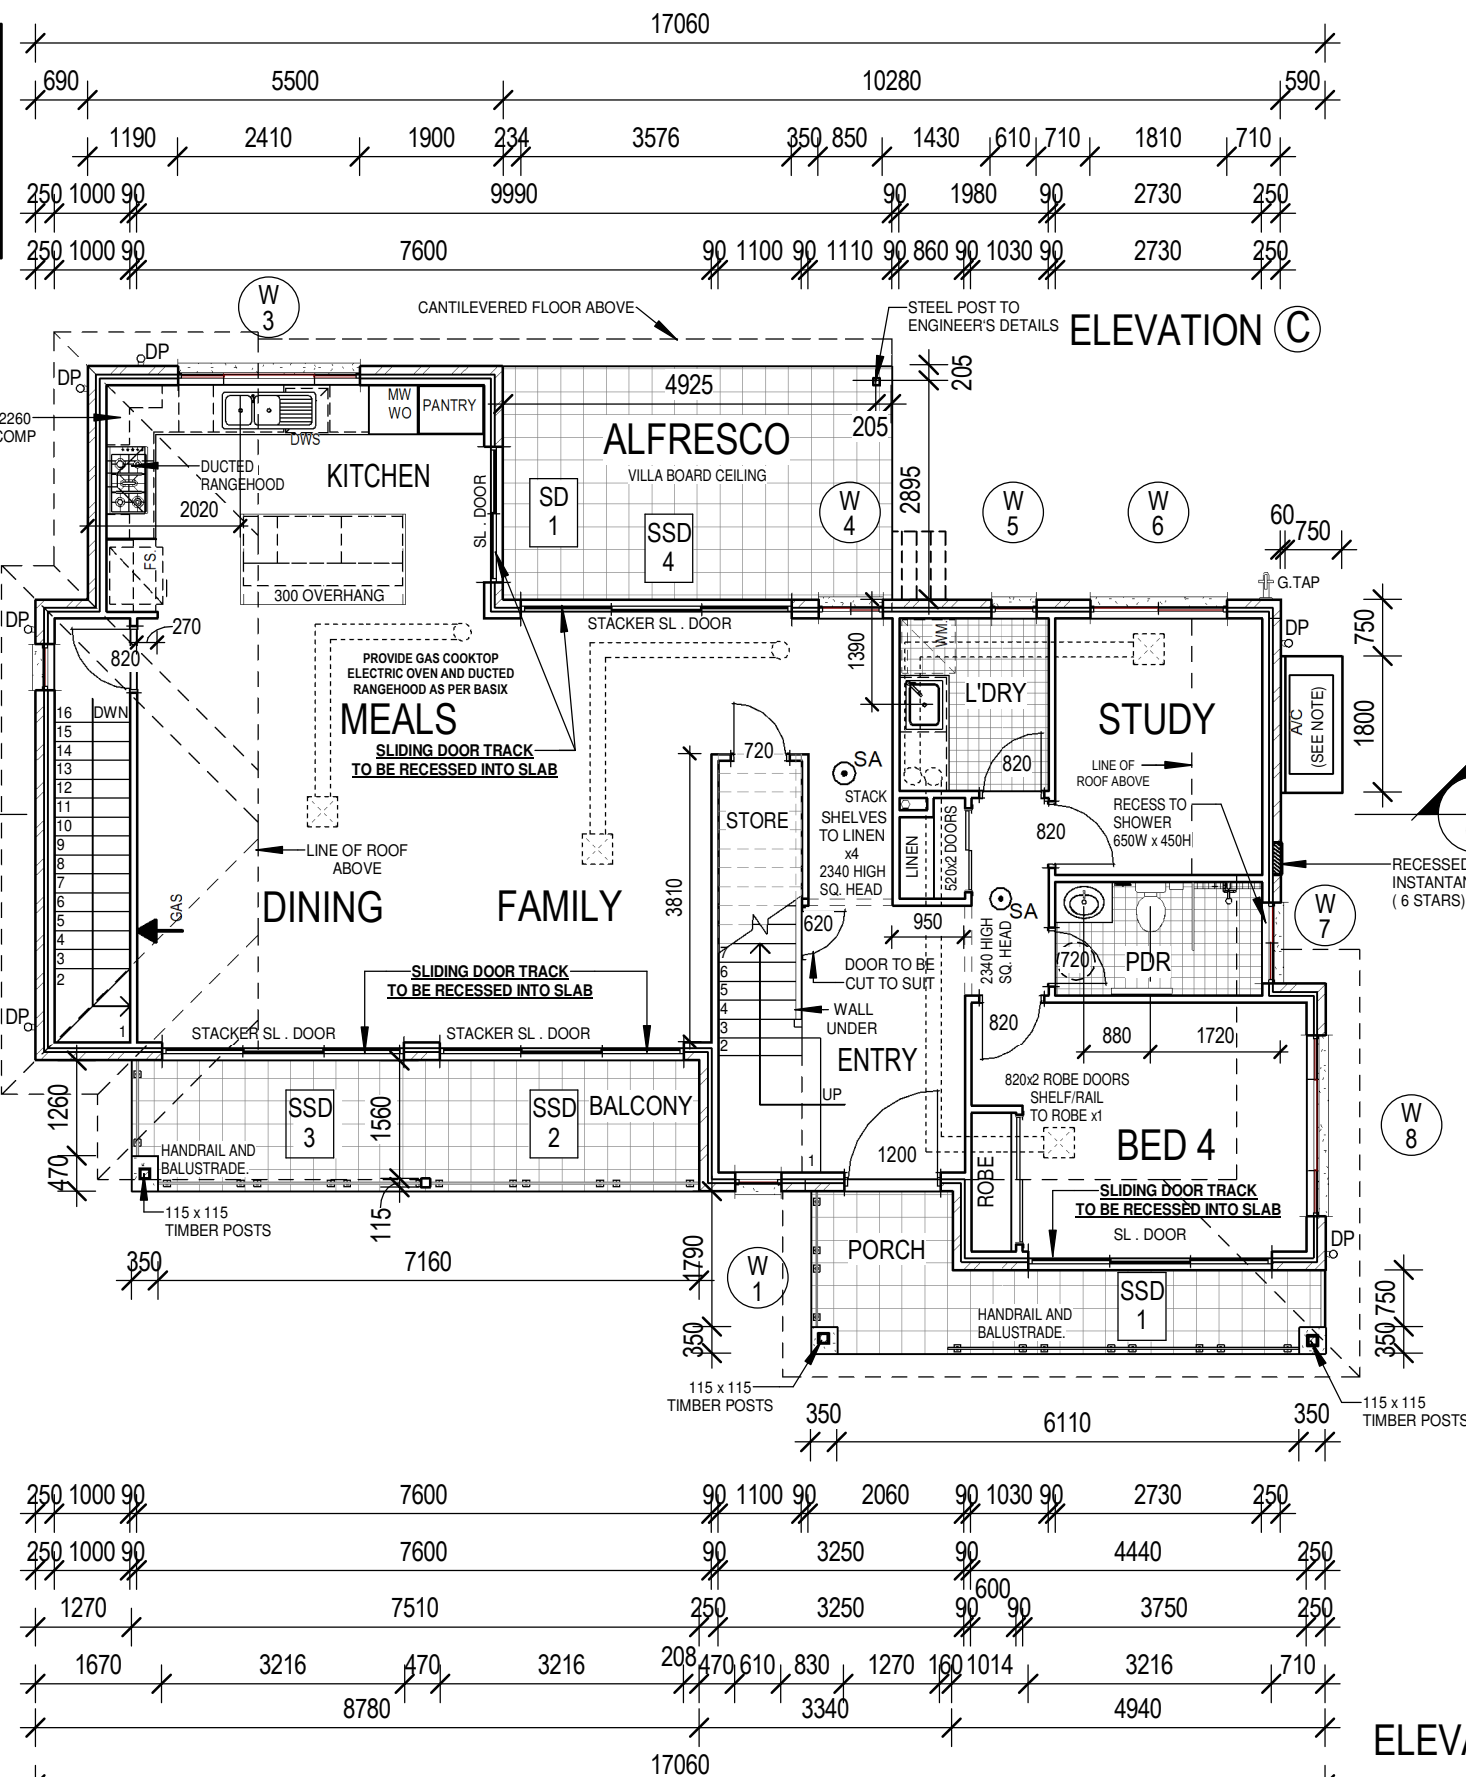 17060
690 5500 10280 590
1190 2410 1900 234 3576 350 850 1430 610 710 1810 710
250 1000 90 9990 90 1980 90 2730 250
250 1000 90 7600 90 1100 90 1110 90 860 90 1030 90 2730 250
W
3
CANTILEVERED FLOOR ABOVE
STEEL POST TO
ENGINEER'S DETAILS
ELEVATION C
DP
DP
205
4925
205
2895
MW
WO
PANTRY
DWS
2260
COMP
DUCTED
RANGEHOOD
KITCHEN
2020
SL . DOOR
ALFRESCO
VILLA BOARD CEILING
SD
1
SSD
4
W
4
W
5
W
6
60
750
G.TAP
FS.
300 OVERHANG
DP
270
820
STACKER SL . DOOR
PROVIDE GAS COOKTOP
ELECTRIC OVEN AND DUCTED
RANGEHOOD AS PER BASIX
MEALS
SLIDING DOOR TRACK
TO BE RECESSED INTO SLAB
1390
WM
L'DRY
820
STUDY
LINE OF
ROOF ABOVE
DP
750
1800
A/C
(SEE NOTE)
16 DWN
15
14
13
12
11
10
9
8
7
6
5
4
3
2
1
GAS
LINE OF ROOF
ABOVE
DINING
FAMILY
3810
720
STORE
SA
STACK
SHELVES
TO LINEN
x4
2340 HIGH
SQ. HEAD
LINEN
520x2 DOORS
820
RECESS TO
SHOWER
650W x 450H
RECESSED
INSTANTAN
( 6 STARS)
W
7
SA
2340 HIGH
SQ. HEAD
950
620
720
PDR
DOOR TO BE
CUT TO SUIT
WALL
UNDER
7
6
5
4
3
2
1
UP
ENTRY
820
880
1720
SLIDING DOOR TRACK
TO BE RECESSED INTO SLAB
STACKER SL . DOOR
STACKER SL . DOOR
DP
1260
470
SSD
3
1560
SSD
2
BALCONY
HANDRAIL AND
BALUSTRADE.
115
115 x 115
TIMBER POSTS
350
7160
1790
350
W
1
1200
820x2 ROBE DOORS
SHELF/RAIL
TO ROBE x1
BED 4
ROBE
SLIDING DOOR TRACK
TO BE RECESSED INTO SLAB
SL . DOOR
W
8
DP
PORCH
HANDRAIL AND
BALUSTRADE.
SSD
1
750
350
115 x 115
TIMBER POSTS
115 x 115
TIMBER POSTS
350 6110 350
250 1000 90 7600 90 1100 90 2060 90 1030 90 2730 250
250 1000 90 7600 90 3250 90 4440 250
600
1270 7510 250 3250 90 90 3750 250
1670 3216 470 3216 208 470 610 830 1270 160 1014 3216 710
8780 3340 4940
17060
ELEVA